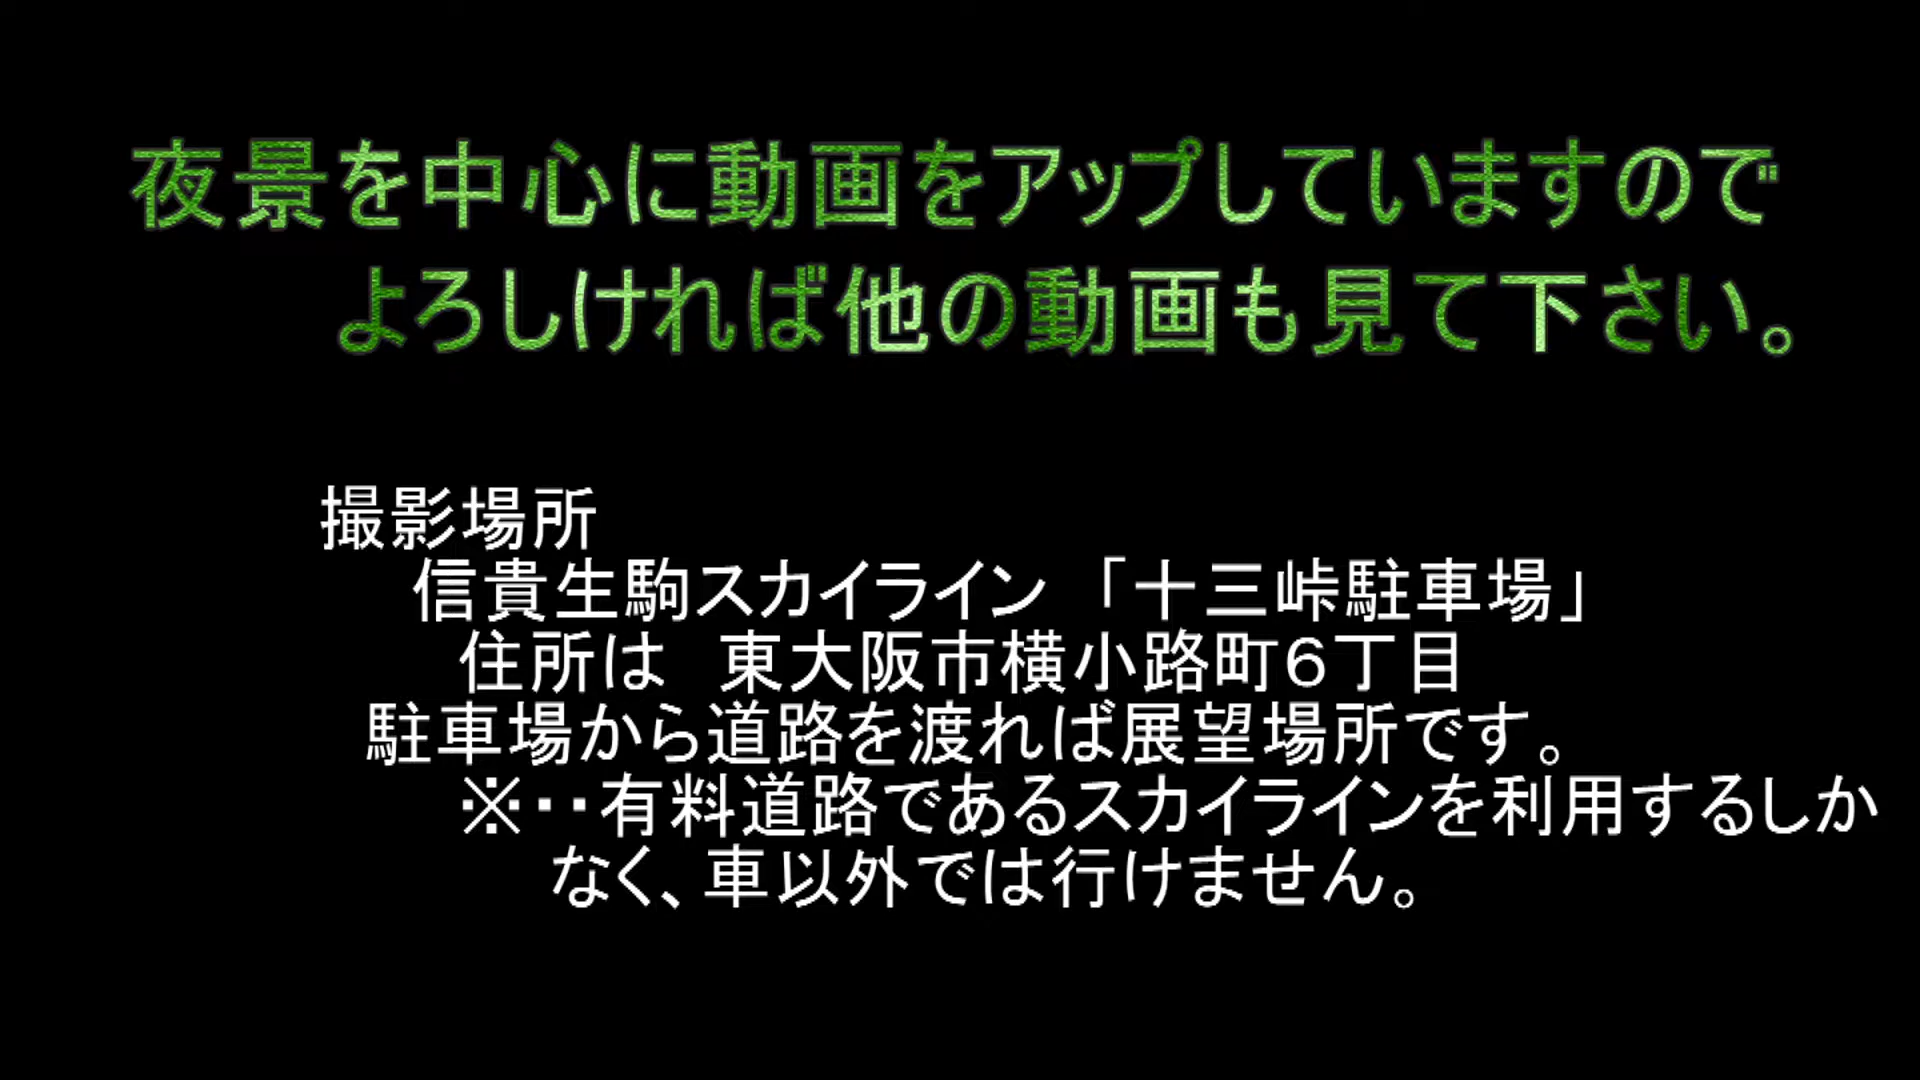 夜景を中心に動画をアップしていますので
よろしければ他の動画も見て下さい。
撮影場所
信貴生駒スカイライン　「十三峠駐車場」
住所は　東大阪市横小路町６丁目
駐車場から道路を渡れば展望場所です。
※・・有料道路であるスカイラインを利用するしか
なく、車以外では行けません。